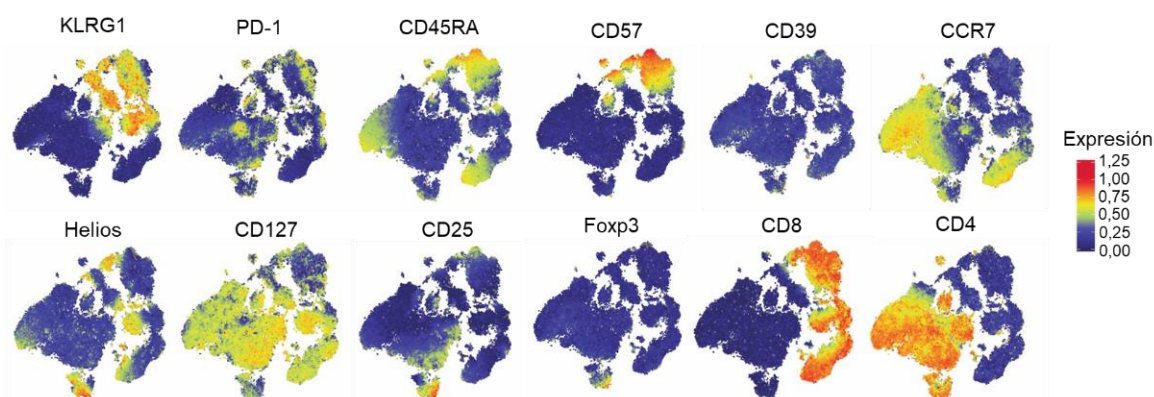 KLRG1 PD-1 CD45RA CD57 CD39 CCR7
Expresión
1,25
1,00
0,75
0,50
0,25
0,00
Helios CD127 CD25 Foxp3 CD8 CD4